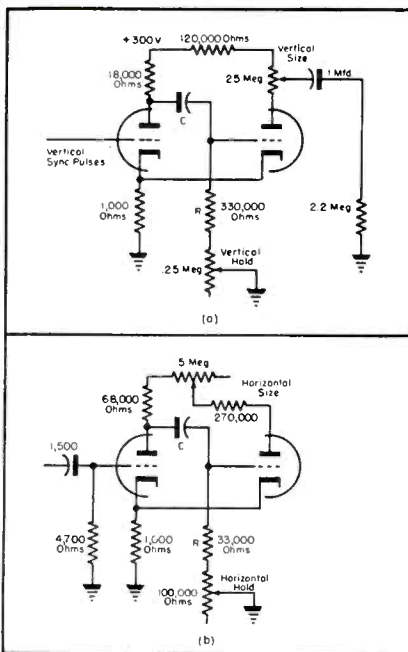 +300 V
120,000 Ohms
Vertical
Size
18,000
Ohms
25 Meg
1 Mfd
C
Vertical
Sync Pulses
1,000
Ohms
R
330,000
Ohms
2.2 Meg
Vertical
Hold
.25 Meg
(a)
5 Meg
68,000
Ohms
Horizontal
Size
270,000
C
1,500
4,700
Ohms
1,000
Ohms
R
33,000
Ohms
Horizontal
Hold
100,000
Ohms
(b)